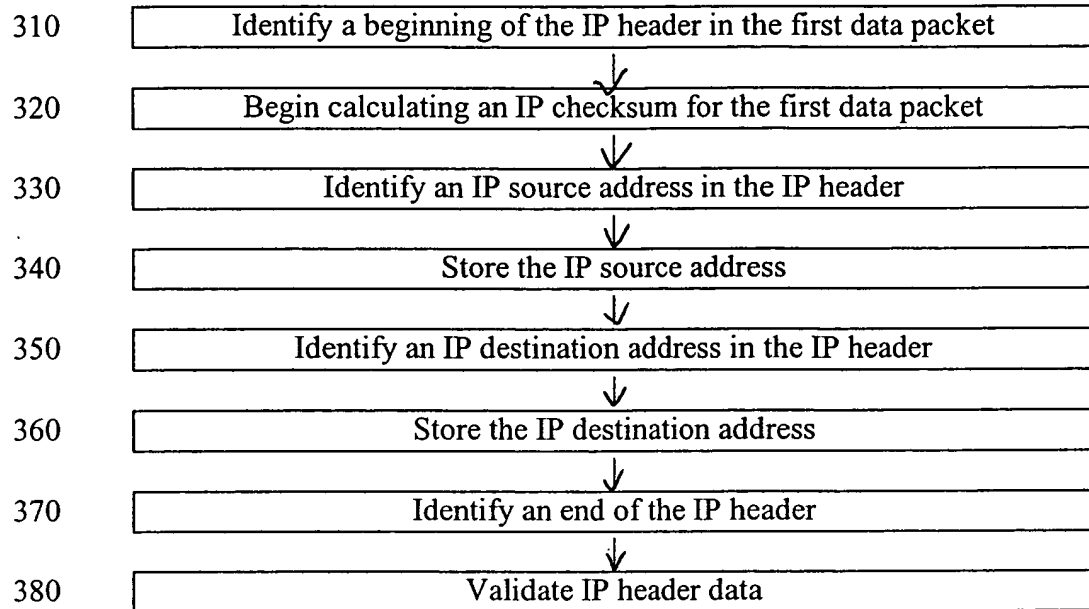 310 Identify a beginning of the IP header in the first data packet
320 Begin calculating an IP checksum for the first data packet
330 Identify an IP source address in the IP header
340 Store the IP source address
350 Identify an IP destination address in the IP header
360 Store the IP destination address
370 Identify an end of the IP header
380 Validate IP header data